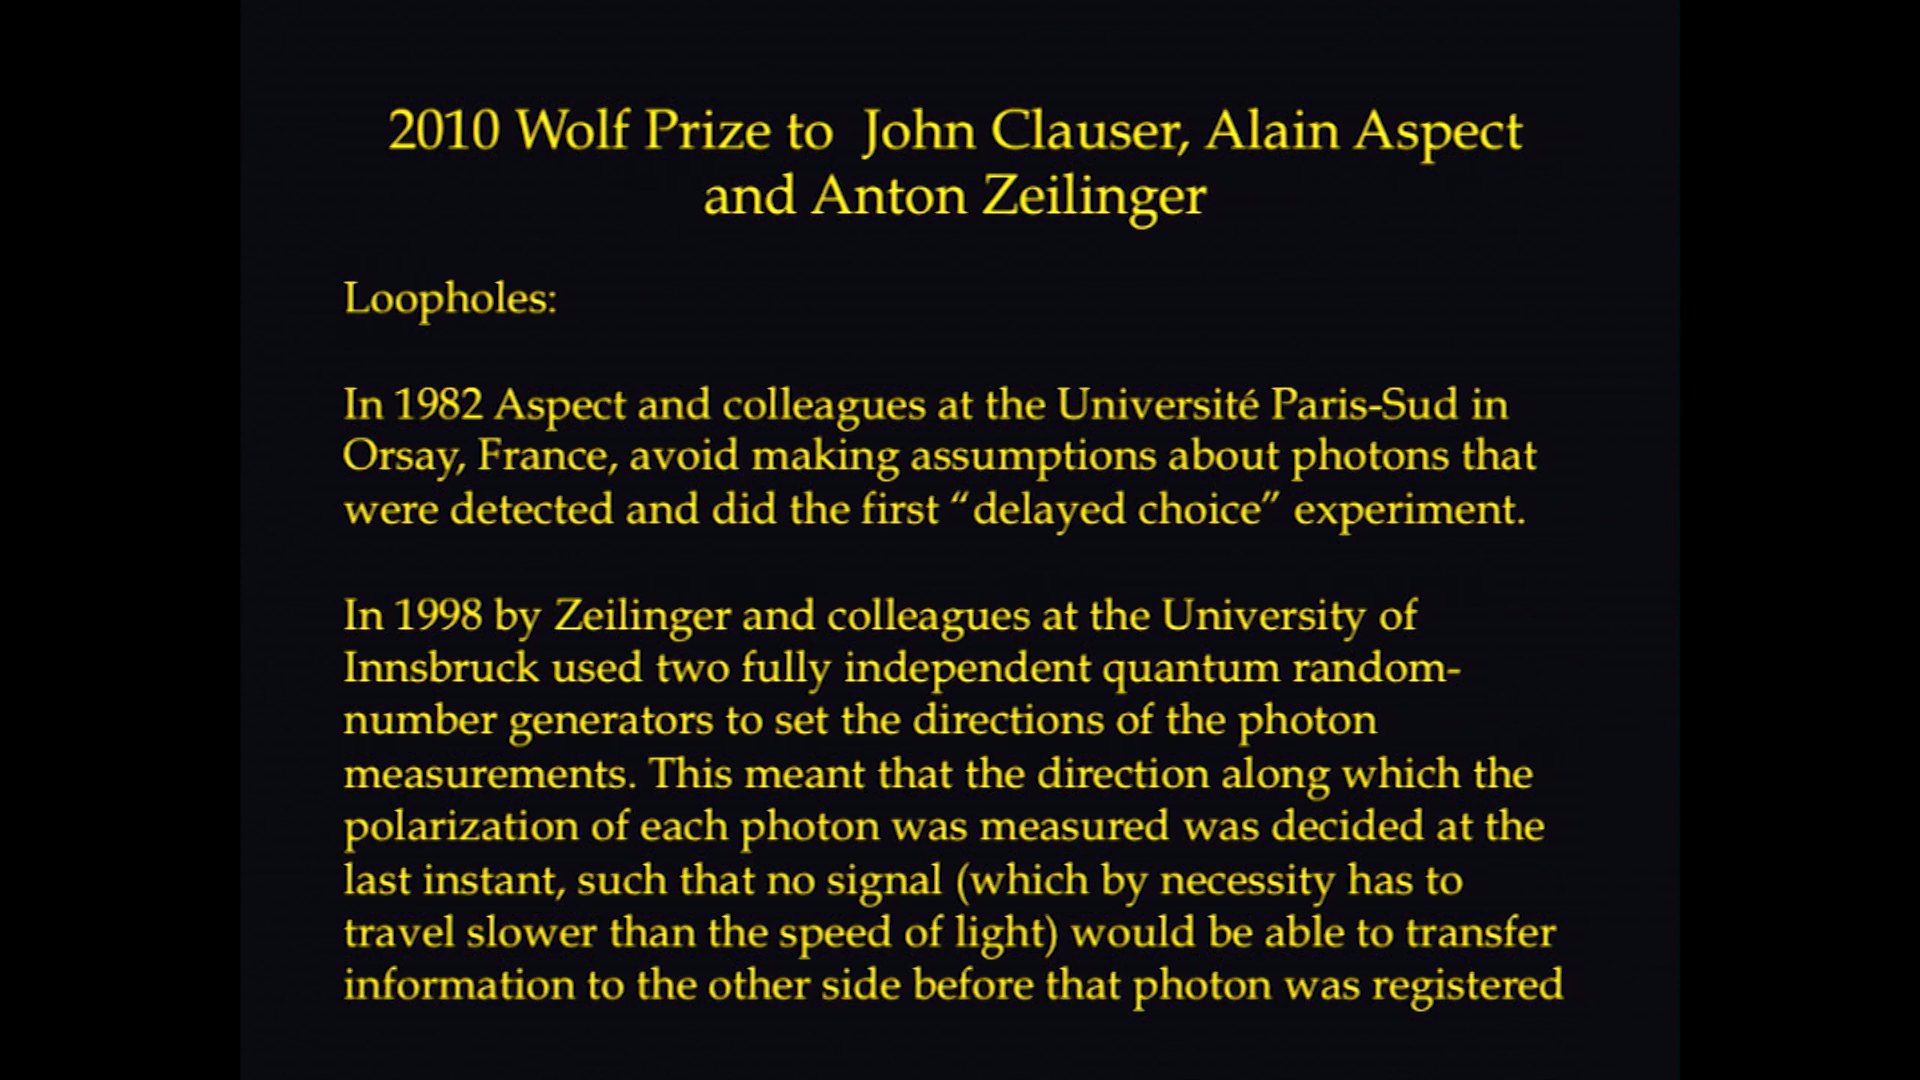 2010 Wolf Prize to John Clauser, Alain Aspect
and Anton Zeilinger
Loopholes:
In 1982 Aspect and colleagues at the Université Paris-Sud in
Orsay, France, avoid making assumptions about photons that
were detected and did the first “delayed choice” experiment.
In 1998 by Zeilinger and colleagues at the University of
Innsbruck used two fully independent quantum random-
number generators to set the directions of the photon
measurements. This meant that the direction along which the
polarization of each photon was measured was decided at the
last instant, such that no signal (which by necessity has to
travel slower than the speed of light) would be able to transfer
information to the other side before that photon was registered